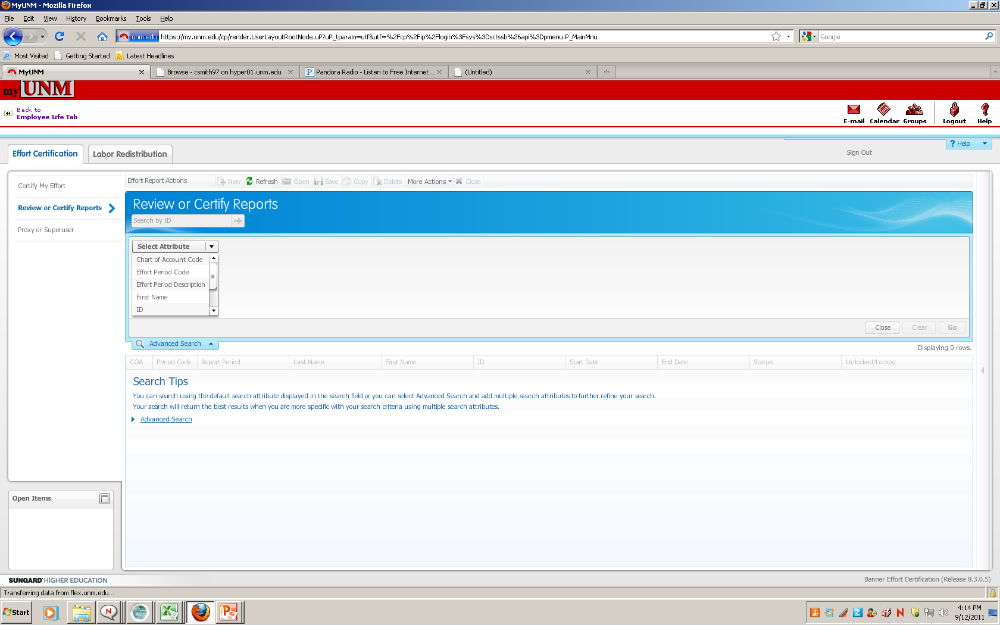 MyUNM - Mozilla Firefox
File Edit View History Bookmarks Tools Help
unm.edu https://my.unm.edu/cp/render.UserLayoutRootNode.uP?uP_tparam=utf&utf=%2Fcp%2Fip%2Flogin%3Fsys%3Dsctssb%26api%3Dpmenu.P_MainMnu
Google
Most Visited Getting Started Latest Headlines
MyUNM Browse - csmith97 on hyper01.unm.edu Pandora Radio - Listen to Free Internet... (Untitled)
my UNM
Back to
Employee Life Tab
E-mail Calendar Groups Logout Help
? Help
Effort Certification Labor Redistribution
Sign Out
Certify My Effort
Review or Certify Reports
Proxy or Superuser
Effort Report Actions New Refresh Open Save Copy Delete More Actions Close
Review or Certify Reports
Search by ID
Select Attribute
Chart of Account Code
Effort Period Code
Effort Period Description
First Name
ID
Close Clear Go
Advanced Search
Displaying 0 rows.
COA Period Code Report Period Last Name First Name ID Start Date End Date Status Unlocked/Locked
Search Tips
You can search using the default search attribute displayed in the search field or you can select Advanced Search and add multiple search attributes to further refine your search.
Your search will return the best results when you are more specific with your search criteria using multiple search attributes.
Advanced Search
Open Items
SUNGARD HIGHER EDUCATION
Banner Effort Certification (Release 8.3.0.5)
Transferring data from flex.unm.edu...
Start
4:14 PM
9/12/2011